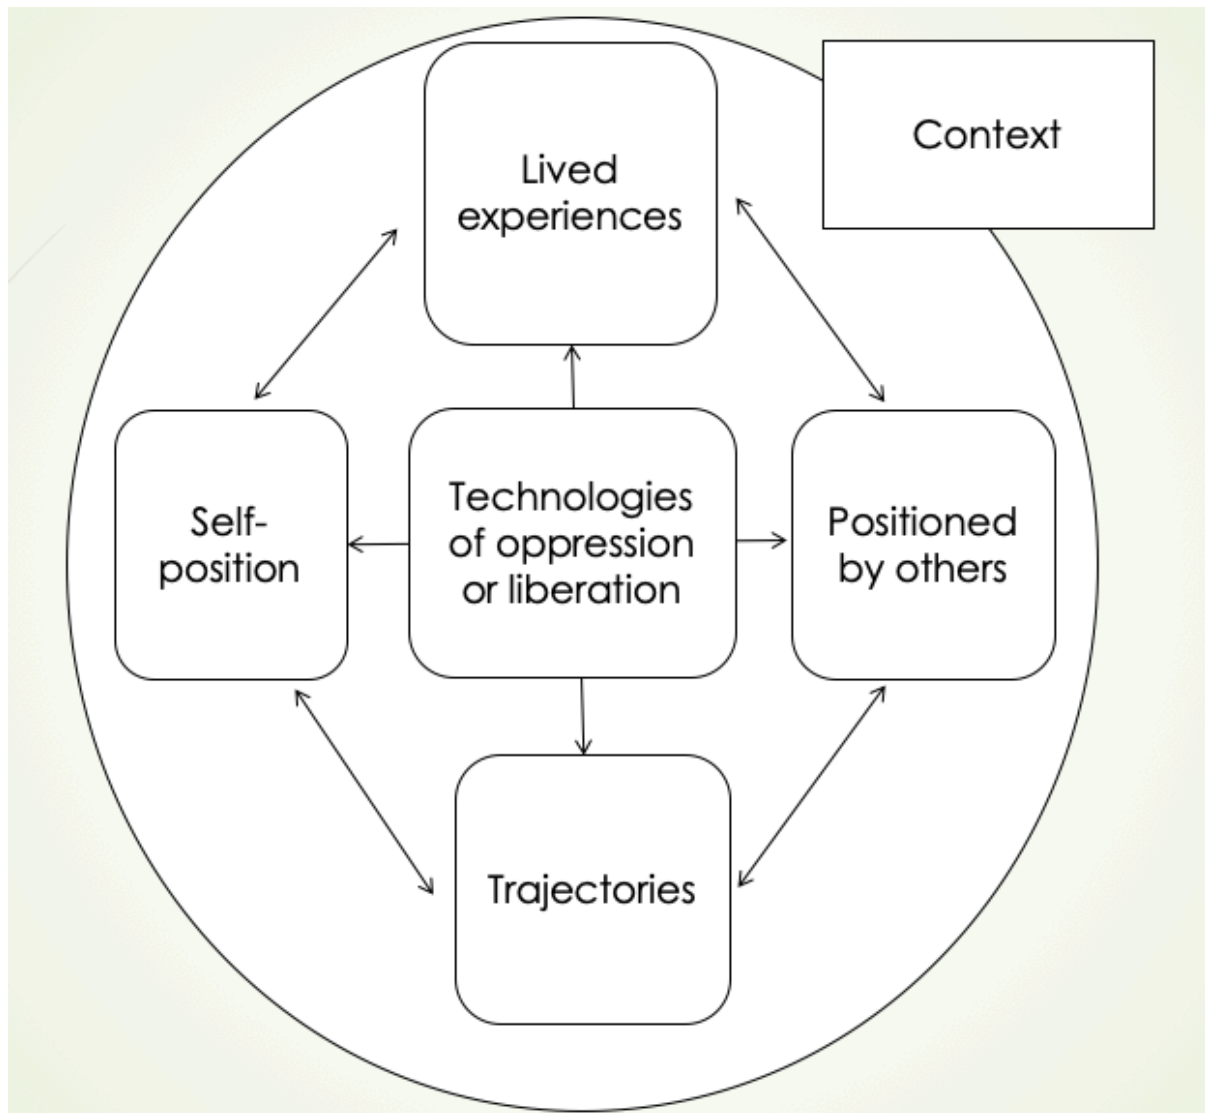 Context
Lived
experiences
Self-
position
Technologies
of oppression
or liberation
Positioned
by others
Trajectories